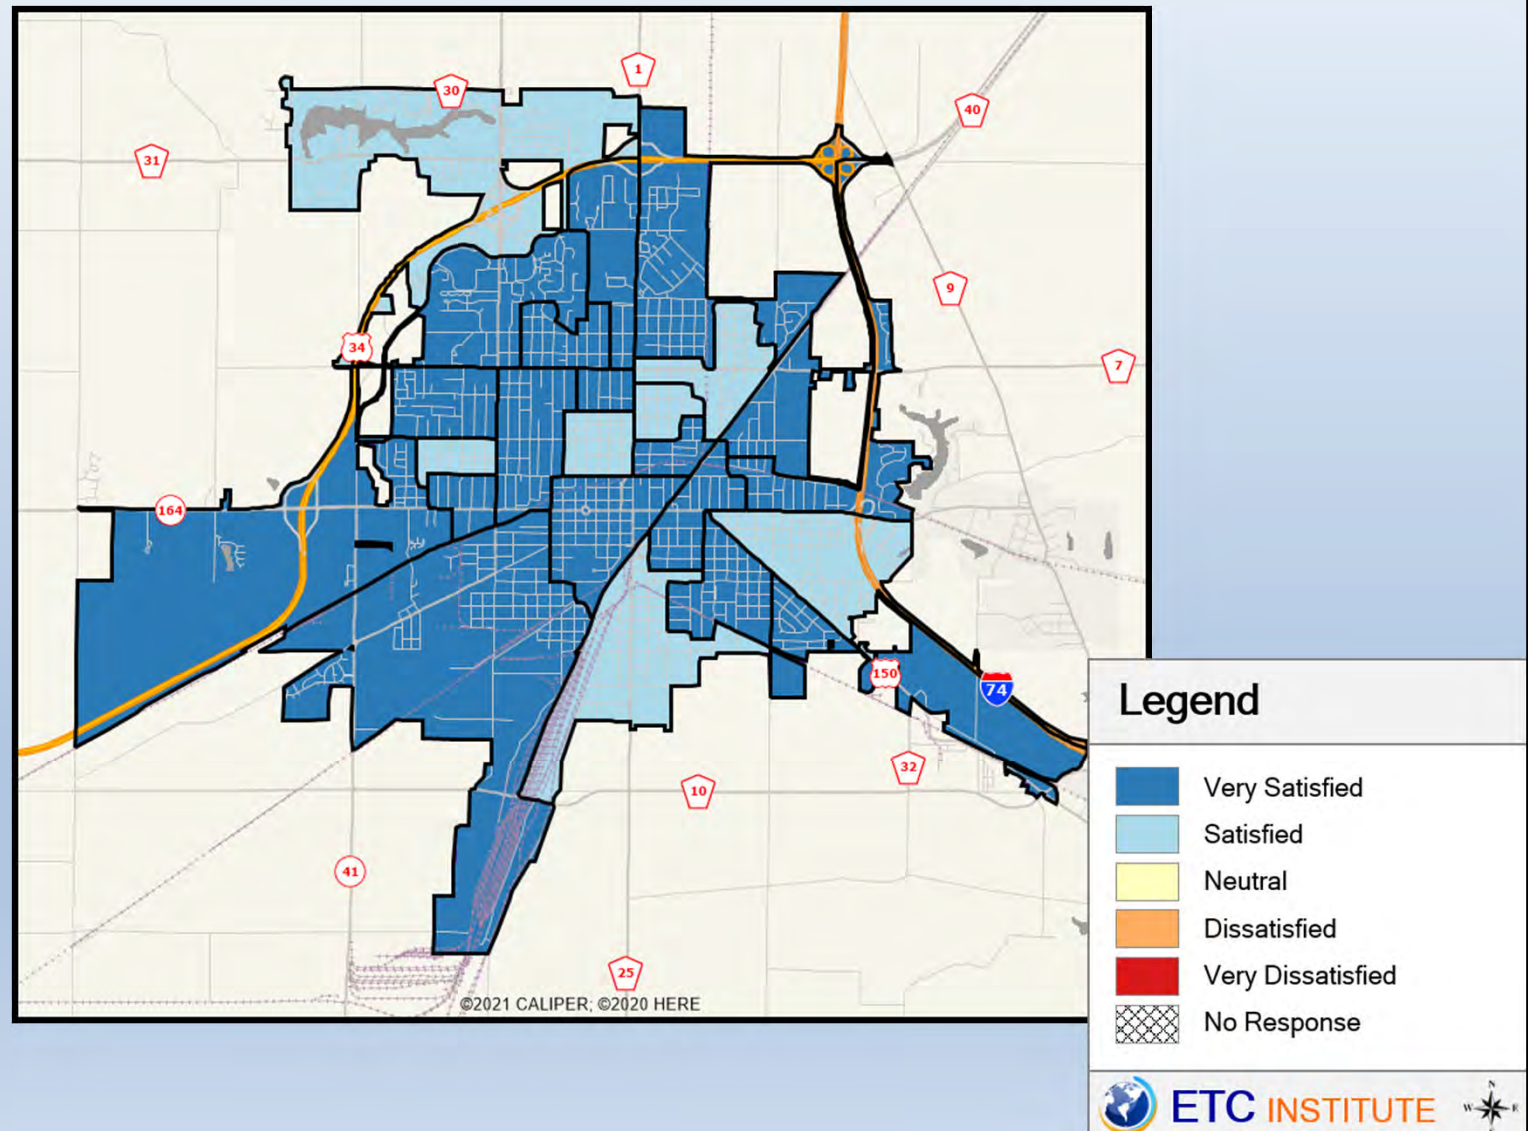 1
30
40
31
9
34
7
164
150
74
32
10
41
25
©2021 CALIPER; ©2020 HERE
Legend
Very Satisfied
Satisfied
Neutral
Dissatisfied
Very Dissatisfied
No Response
ETC INSTITUTE
N
W
E